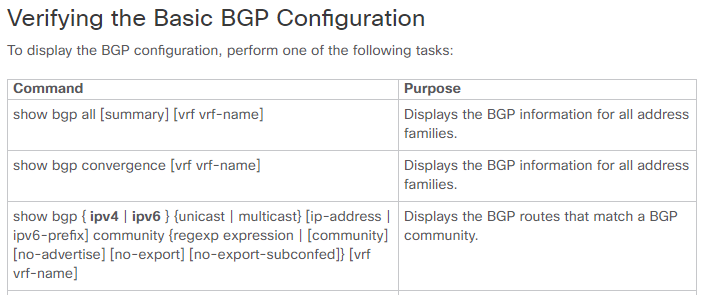 Verifying the Basic BGP Configuration
To display the BGP configuration, perform one of the following tasks:
Command
Purpose
show bgp all [summary] [vrf vrf-name]
Displays the BGP information for all address
families.
show bgp convergence [vrf vrf-name]
Displays the BGP information for all address
families.
show bgp { ipv4 | ipv6 } {unicast | multicast} [ip-address |
ipv6-prefix] community {regexp expression | [community]
[no-advertise] [no-export] [no-export-subconfed]} [vrf
vrf-name]
Displays the BGP routes that match a BGP
community.